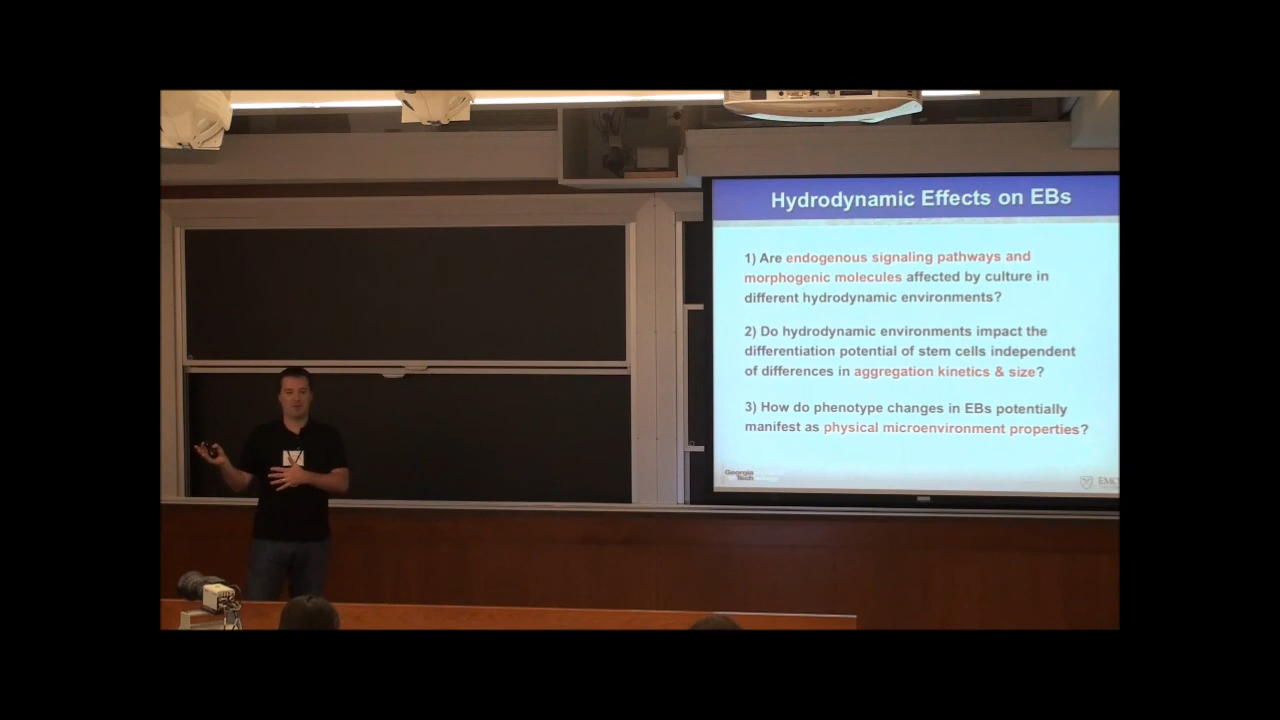 Hydrodynamic Effects on EBs
1) Are endogenous signaling pathways and
morphogenic molecules affected by culture in
different hydrodynamic environments?
2) Do hydrodynamic environments impact the
differentiation potential of stem cells independent
of differences in aggregation kinetics & size?
3) How do phenotype changes in EBs potentially
manifest as physical microenvironment properties?
Georgia
Tech